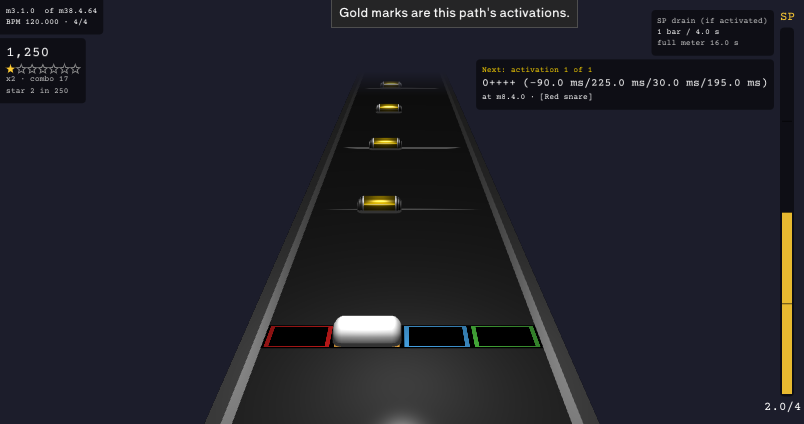 m3.1.0 of m38.4.64
BPM 120.000 · 4/4
1,250
x2 · combo 17
star 2 in 250
Gold marks are this path's activations.
SP drain (if activated)
1 bar / 4.0 s
full meter 16.0 s
SP
Next: activation 1 of 1
0++++ (−90.0 ms/225.0 ms/30.0 ms/195.0 ms)
at m8.4.0 · [Red snare]
2.0/4